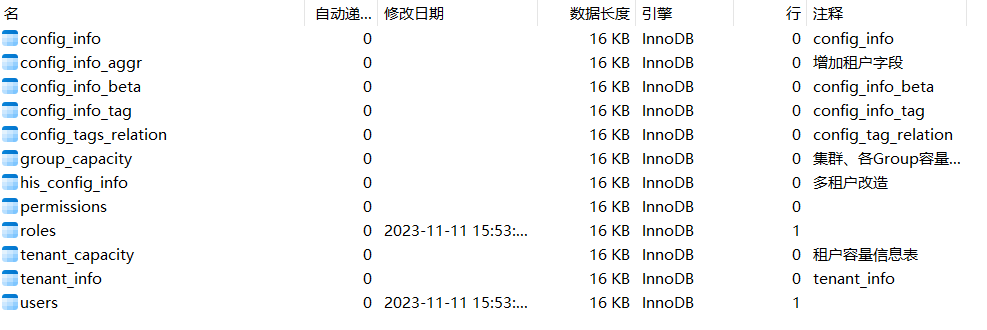 名 自动递... 修改日期 数据长度 引擎 行 注释
config_info 0 16 KB InnoDB 0 config_info
config_info_aggr 0 16 KB InnoDB 0 增加租户字段
config_info_beta 0 16 KB InnoDB 0 config_info_beta
config_info_tag 0 16 KB InnoDB 0 config_info_tag
config_tags_relation 0 16 KB InnoDB 0 config_tag_relation
group_capacity 0 16 KB InnoDB 0 集群、各Group容量...
his_config_info 0 16 KB InnoDB 0 多租户改造
permissions 0 16 KB InnoDB 0
roles 0 2023-11-11 15:53:... 16 KB InnoDB 1
tenant_capacity 0 16 KB InnoDB 0 租户容量信息表
tenant_info 0 16 KB InnoDB 0 tenant_info
users 0 2023-11-11 15:53:... 16 KB InnoDB 1